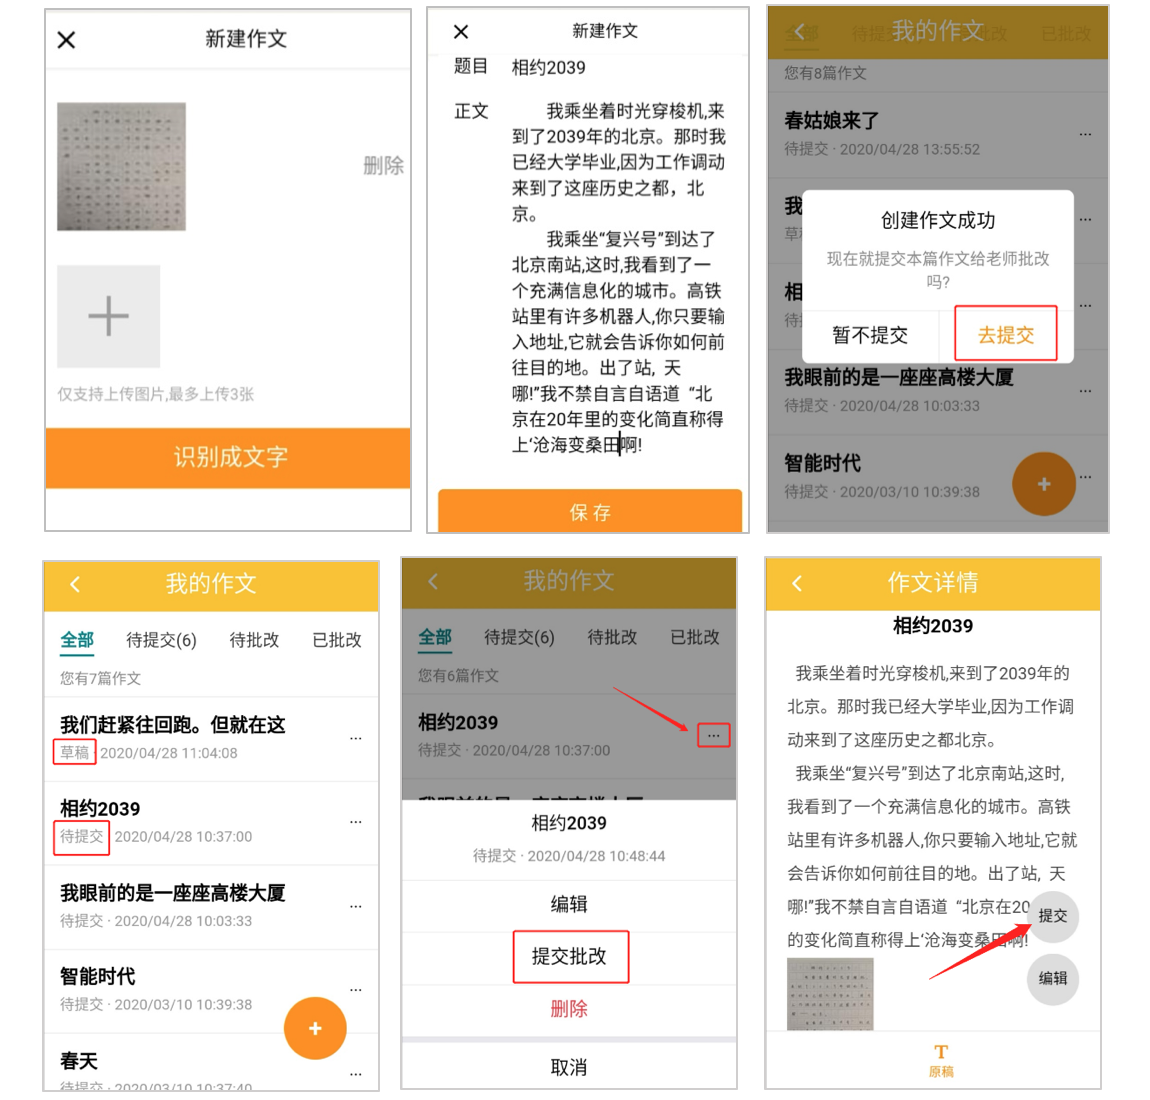 新建作文
删除
仅支持上传图片,最多上传3张
识别成文字
新建作文
题目 相约2039
正文 我乘坐着时光穿梭机,来
到了2039年的北京。那时我
已经大学毕业,因为工作调动
来到了这座历史之都，北
京。
我乘坐“复兴号”到达了
北京南站,这时,我看到了一
个充满信息化的城市。高铁
站里有许多机器人,你只要输
入地址,它就会告诉你如何前
往目的地。出了站, 天
哪!”我不禁自言自语道 “北
京在20年里的变化简直称得
上‘沧海变桑田啊!
保存
我的作文
全部 待提交 已批改
您有8篇作文
春姑娘来了
...
待提交 · 2020/04/28 13:55:52
我
...
草
创建作文成功
现在就提交本篇作文给老师批改
吗?
相
...
待
暂不提交 去提交
我眼前的是一座座高楼大厦
...
待提交 · 2020/04/28 10:03:33
智能时代
...
待提交 · 2020/03/10 10:39:38
+
我的作文
全部 待提交(6) 待批改 已批改
您有7篇作文
我们赶紧往回跑。但就在这
...
草稿 · 2020/04/28 11:04:08
相约2039
...
待提交 2020/04/28 10:37:00
我眼前的是一座座高楼大厦
...
待提交 · 2020/04/28 10:03:33
智能时代
...
待提交 · 2020/03/10 10:39:38
+
春天
...
待提交 · 2020/03/10 10:37:40
我的作文
全部 待提交(6) 待批改 已批改
您有6篇作文
相约2039
...
待提交 · 2020/04/28 10:37:00
我眼前的是一座座高楼大厦
相约2039
待提交 · 2020/04/28 10:48:44
编辑
提交批改
删除
取消
作文详情
相约2039
我乘坐着时光穿梭机,来到了2039年的
北京。那时我已经大学毕业,因为工作调
动来到了这座历史之都北京。
我乘坐“复兴号”到达了北京南站,这时,
我看到了一个充满信息化的城市。高铁
站里有许多机器人,你只要输入地址,它就
会告诉你如何前往目的地。出了站, 天
哪!”我不禁自言自语道 “北京在20
的变化简直称得上‘沧海变桑田啊!
提交
编辑
T
原稿